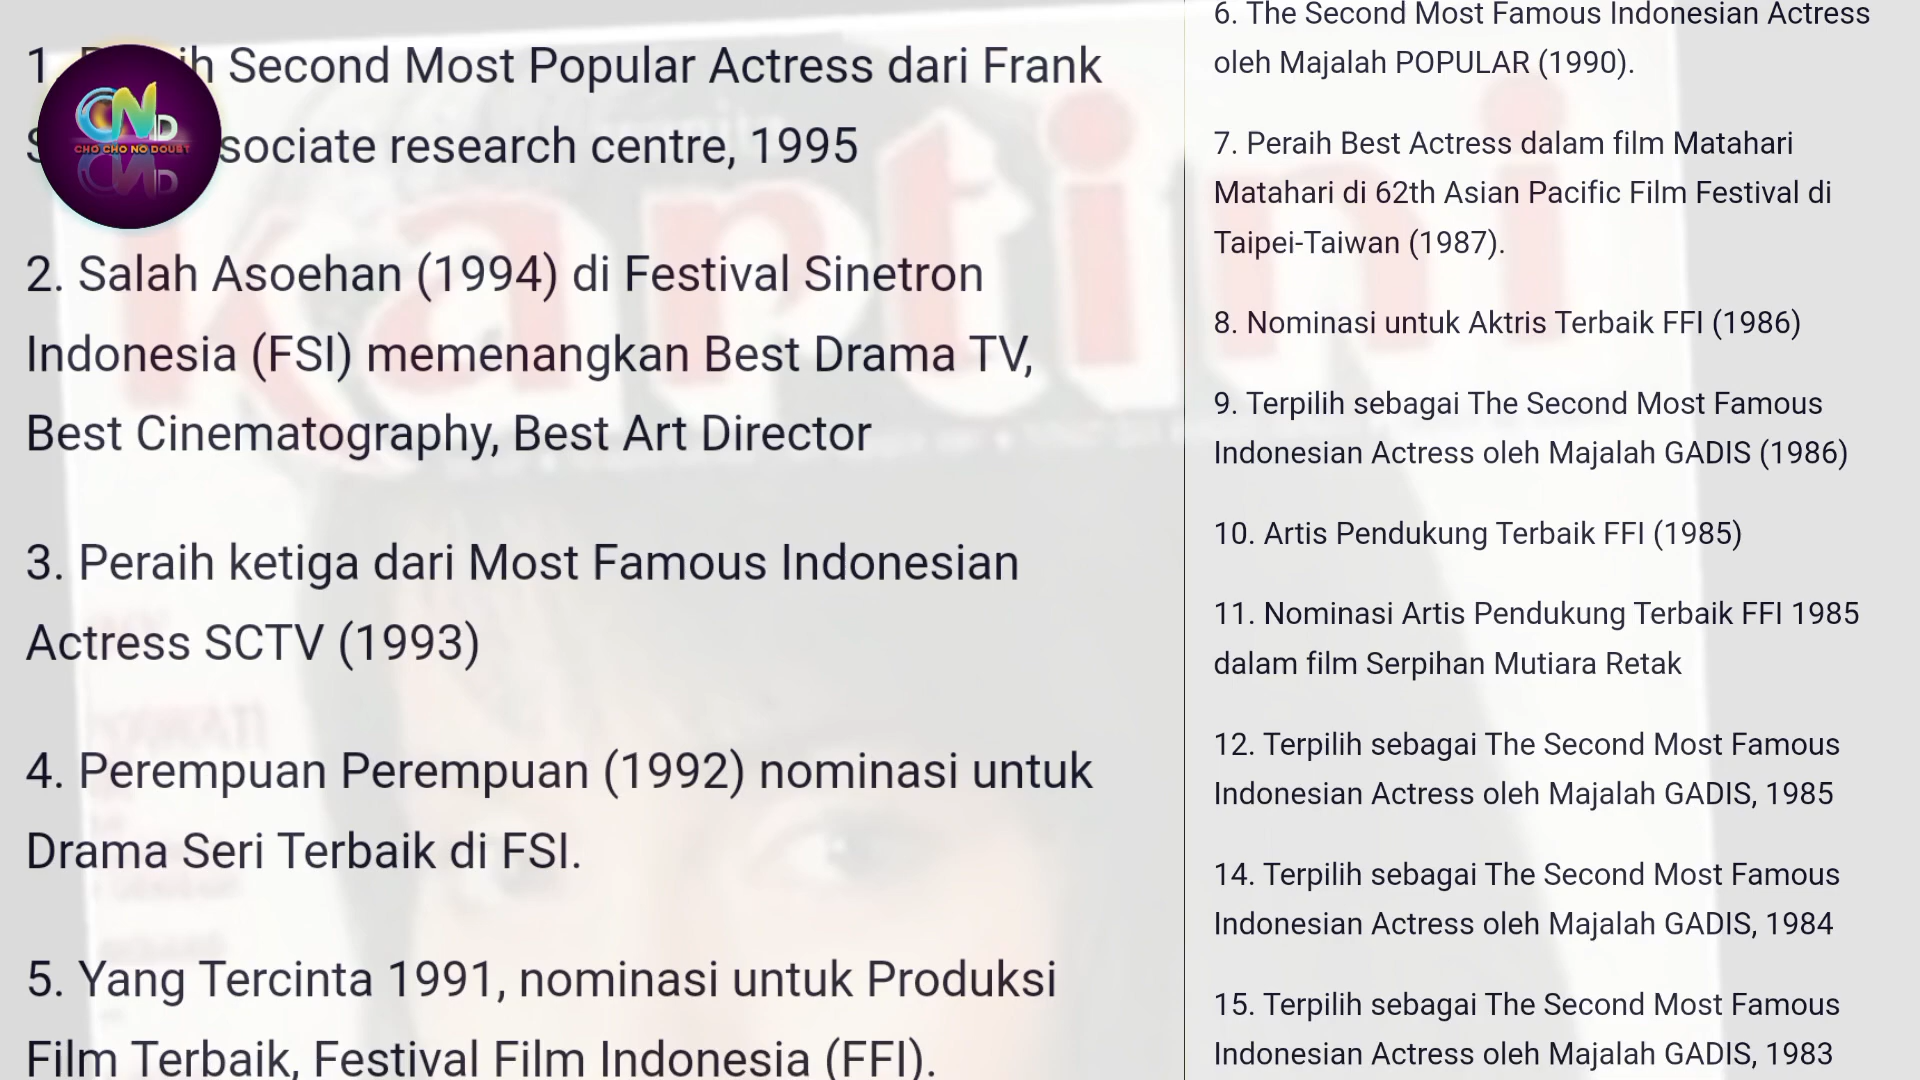 1. ih Second Most Popular Actress dari Frank
sociate research centre, 1995
2. Salah Asoehan (1994) di Festival Sinetron
Indonesia (FSI) memenangkan Best Drama TV,
Best Cinematography, Best Art Director
3. Peraih ketiga dari Most Famous Indonesian
Actress SCTV (1993)
4. Perempuan Perempuan (1992) nominasi untuk
Drama Seri Terbaik di FSI.
5. Yang Tercinta 1991, nominasi untuk Produksi
Film Terbaik, Festival Film Indonesia (FFI).
6. The Second Most Famous Indonesian Actress
oleh Majalah POPULAR (1990).
7. Peraih Best Actress dalam film Matahari
Matahari di 62th Asian Pacific Film Festival di
Taipei-Taiwan (1987).
8. Nominasi untuk Aktris Terbaik FFI (1986)
9. Terpilih sebagai The Second Most Famous
Indonesian Actress oleh Majalah GADIS (1986)
10. Artis Pendukung Terbaik FFI (1985)
11. Nominasi Artis Pendukung Terbaik FFI 1985
dalam film Serpihan Mutiara Retak
12. Terpilih sebagai The Second Most Famous
Indonesian Actress oleh Majalah GADIS, 1985
14. Terpilih sebagai The Second Most Famous
Indonesian Actress oleh Majalah GADIS, 1984
15. Terpilih sebagai The Second Most Famous
Indonesian Actress oleh Majalah GADIS, 1983
CND
CHO CHO NO DOUBT
kartini